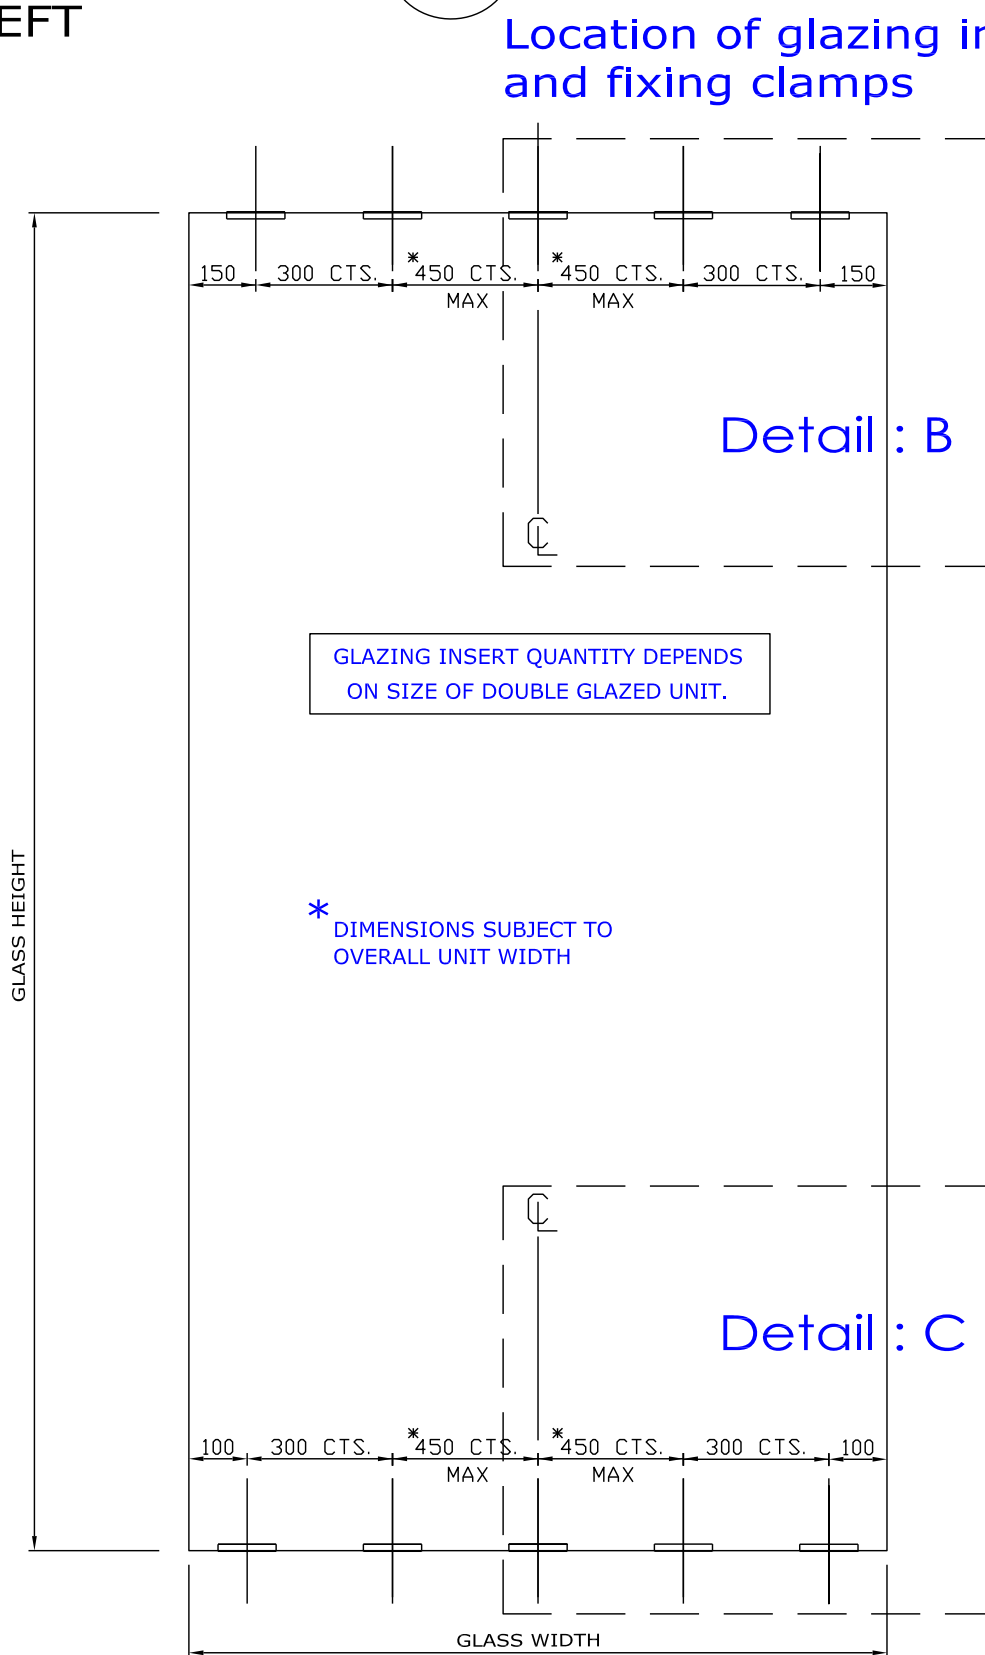 Location of glazing
and fixing clamps
* *
150 300 CTS. 450 CTS. 450 CTS. 300 CTS. 150
MAX MAX
Detail : B
CL
GLAZING INSERT QUANTITY DEPENDS
ON SIZE OF DOUBLE GLAZED UNIT.
GLASS HEIGHT
*
DIMENSIONS SUBJECT TO
OVERALL UNIT WIDTH
CL
Detail : C
* *
100 300 CTS. 450 CTS. 450 CTS. 300 CTS. 100
MAX MAX
GLASS WIDTH